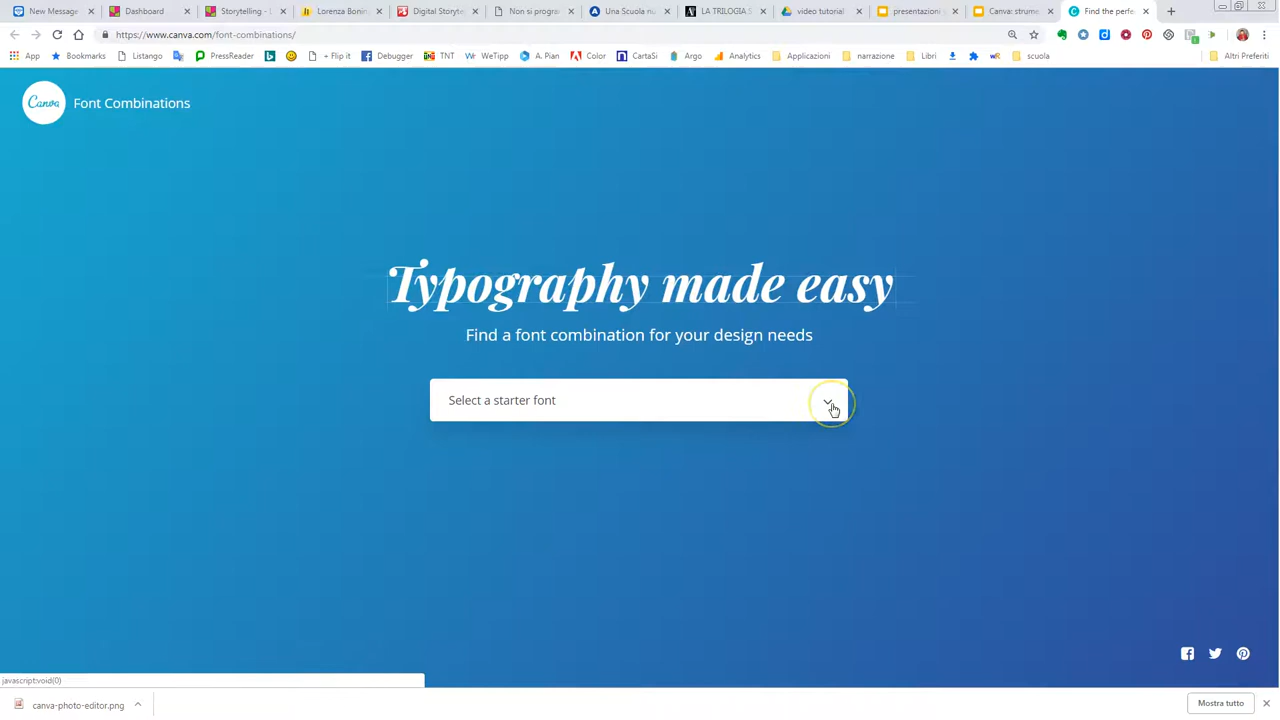 New Message
Dashboard
Storytelling -
Lorenza Bonin
Digital Storyte
Non si progra
Una Scuola nu
LA TRILOGIA S
video tutorial
presentazioni
Canva: strume
Find the perfe
https://www.canva.com/font-combinations/
App
Bookmarks
Listango
PressReader
+ Flip it
Debugger
TNT
WeTipp
A. Pian
Color
CartaSi
Argo
Analytics
Applicazioni
narrazione
Libri
wR
scuola
Altri Preferiti
Canva
Font Combinations
Typography made easy
Find a font combination for your design needs
Select a starter font
javascript:void(0)
canva-photo-editor.png
Mostra tutto